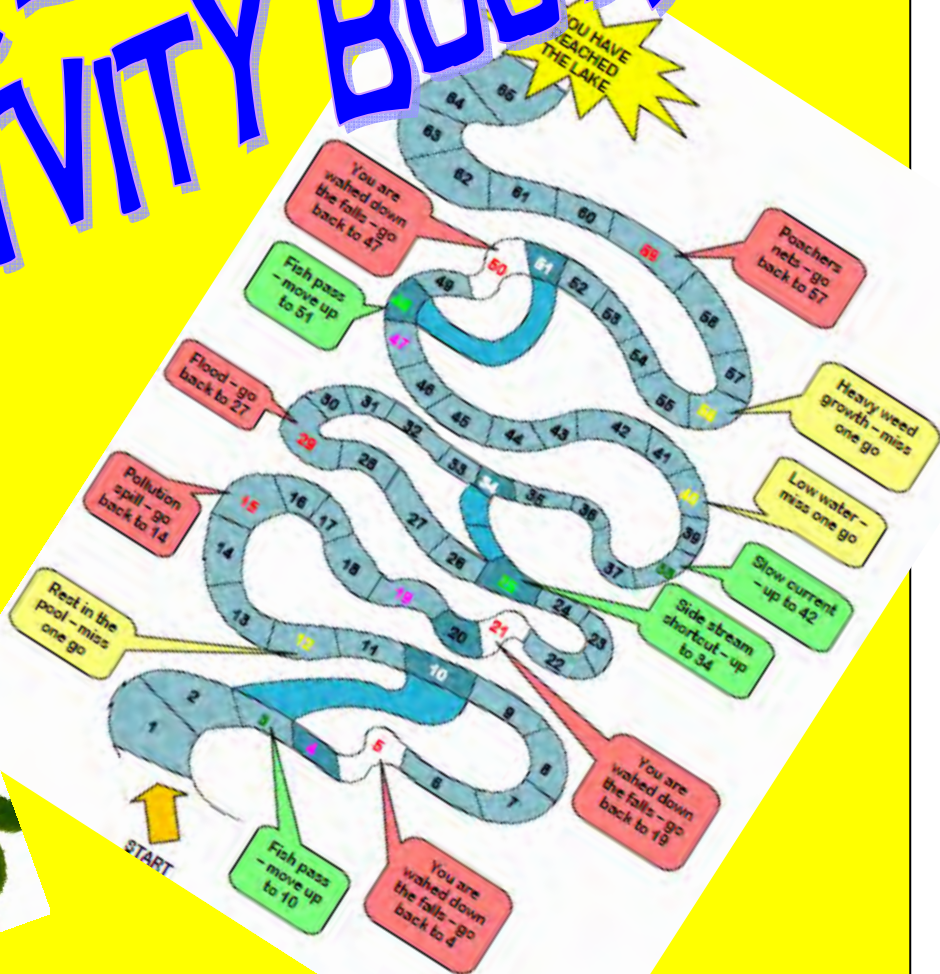 VITY BOO
YOU HAVE
REACHED
THE LAKE
65
64
63
62
61
60
59
58
57
56
55
54
53
52
51
50
49
48
47
46
45
44
43
42
41
40
39
38
37
36
35
34
33
32
31
30
29
28
27
26
25
24
23
22
21
20
19
18
17
16
15
14
13
12
11
10
9
8
7
6
5
4
3
2
1
START
You are
wahed down
the falls – go
back to 47
Poachers
nets – go
back to 57
Fish pass
– move up
to 51
Flood – go
back to 27
Heavy weed
growth – miss
one go
Low water –
miss one go
Pollution
spill – go
back to 14
Slow current
– up to 42
Side stream
shortcut – up
to 34
Rest in the
pool – miss
one go
You are
wahed down
the falls – go
back to 19
Fish pass
– move up
to 10
You are
wahed down
the falls – go
back to 4